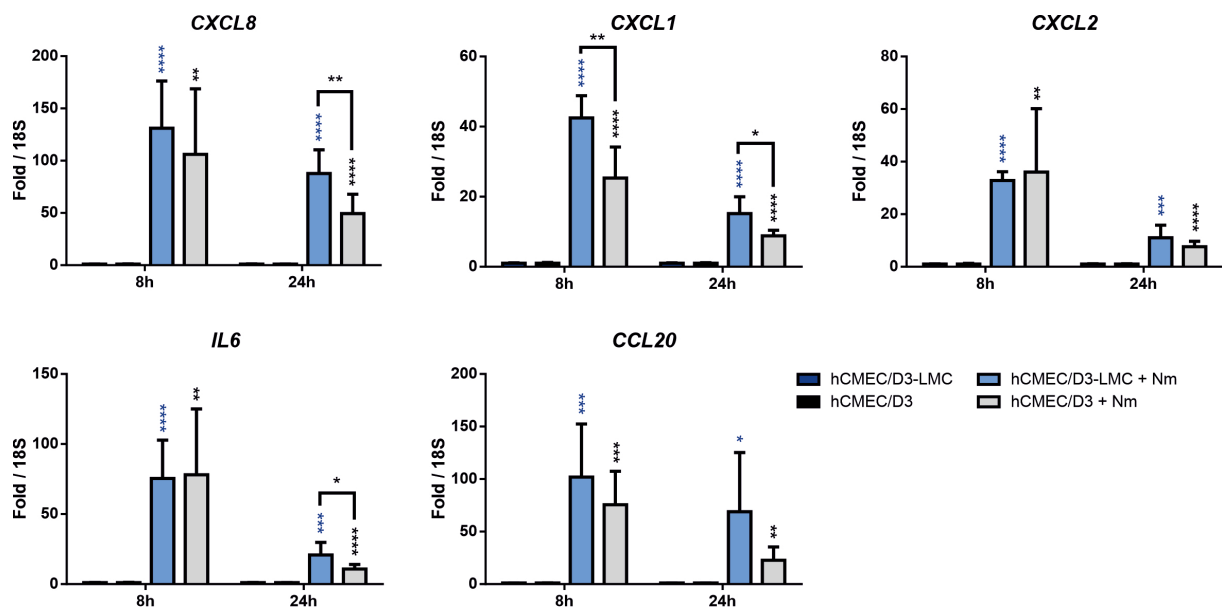 CXCL8
Fold / 18S
200
150
100
50
0
****
**
****
****
**
8h
24h
CXCL1
Fold / 18S
60
40
20
0
****
****
**
****
****
*
8h
24h
CXCL2
Fold / 18S
80
60
40
20
0
****
**
***
****
8h
24h
IL6
Fold / 18S
150
100
50
0
****
**
***
****
*
8h
24h
CCL20
Fold / 18S
200
150
100
50
0
***
***
*
**
8h
24h
hCMEC/D3-LMC
hCMEC/D3-LMC + Nm
hCMEC/D3
hCMEC/D3 + Nm